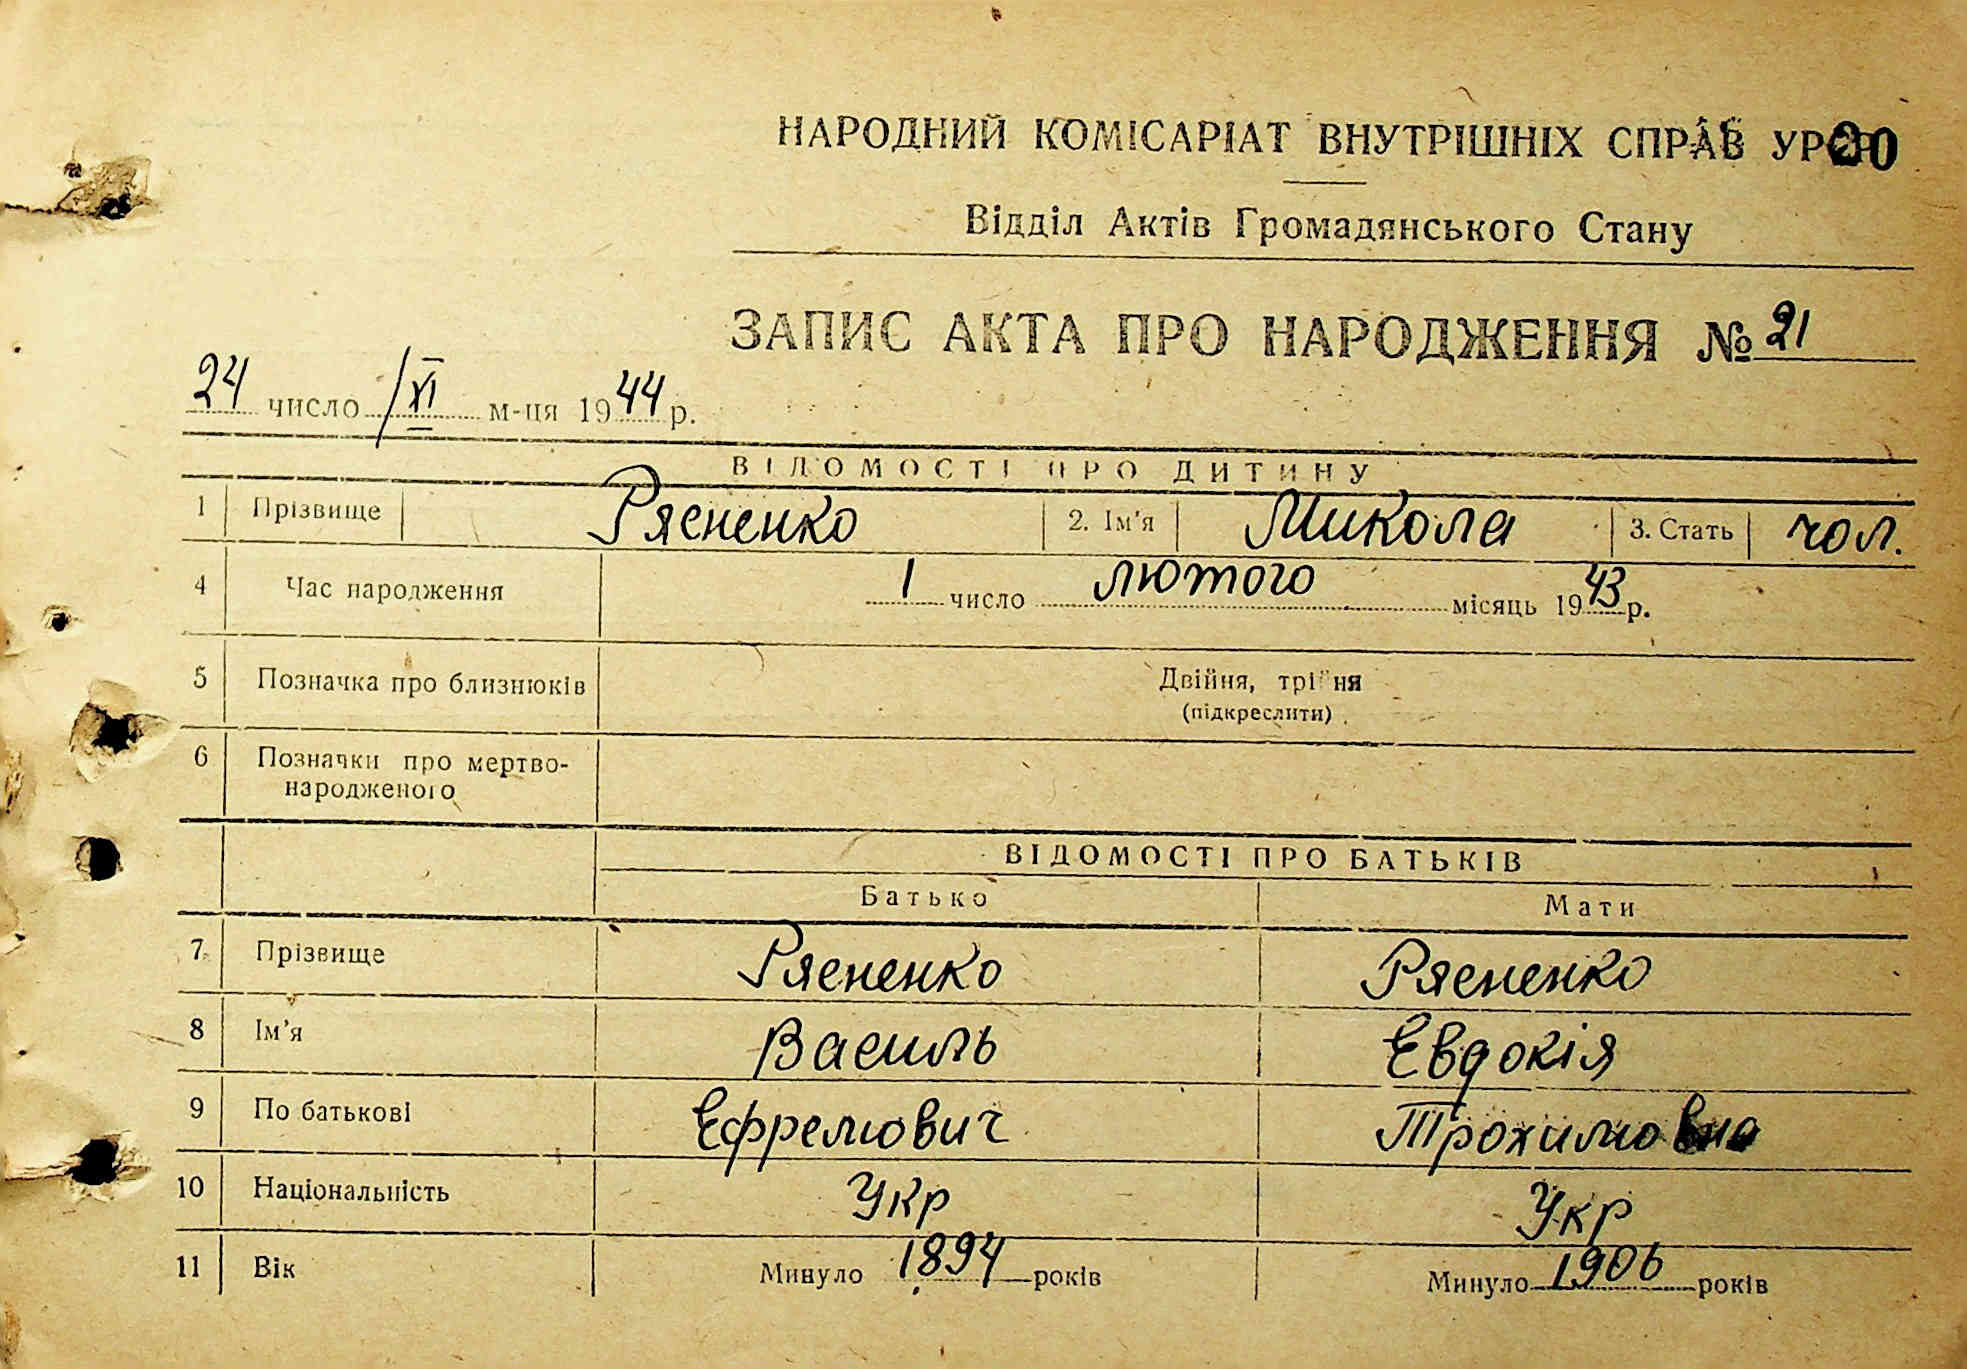 НАРОДНИЙ КОМІСАРІАТ ВНУТРІШНІХ СПРАВ УРСР 20
Відділ Актів Громадянського Стану
ЗАПИС АКТА ПРО НАРОДЖЕННЯ № 21
24 число /XI м-ця 1944 р.
ВІДОМОСТІ ПРО ДИТИНУ
1 Прізвище Рясненко 2. Ім'я Микола 3. Стать чол.
4 Час народження 1 число лютого місяць 1943 р.
5 Позначка про близнюків Двійня, трійня
(підкреслити)
6 Позначки про мертво-
народженого
ВІДОМОСТІ ПРО БАТЬКІВ
Батько Мати
7 Прізвище Рясненко Рясненко
8 Ім'я Василь Евдокія
9 По батькові Ефремович Трохимовна
10 Національність Укр Укр
11 Вік Минуло 1894 років Минуло 1906 років